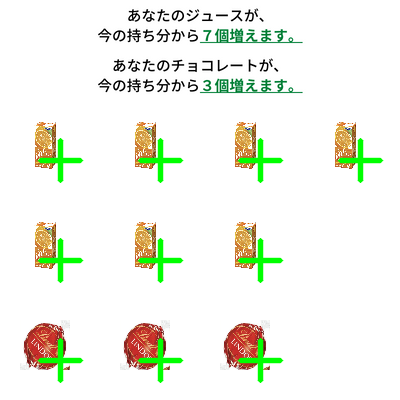 あなたのジュースが、
今の持ち分から７個増えます。
あなたのチョコレートが、
今の持ち分から３個増えます。